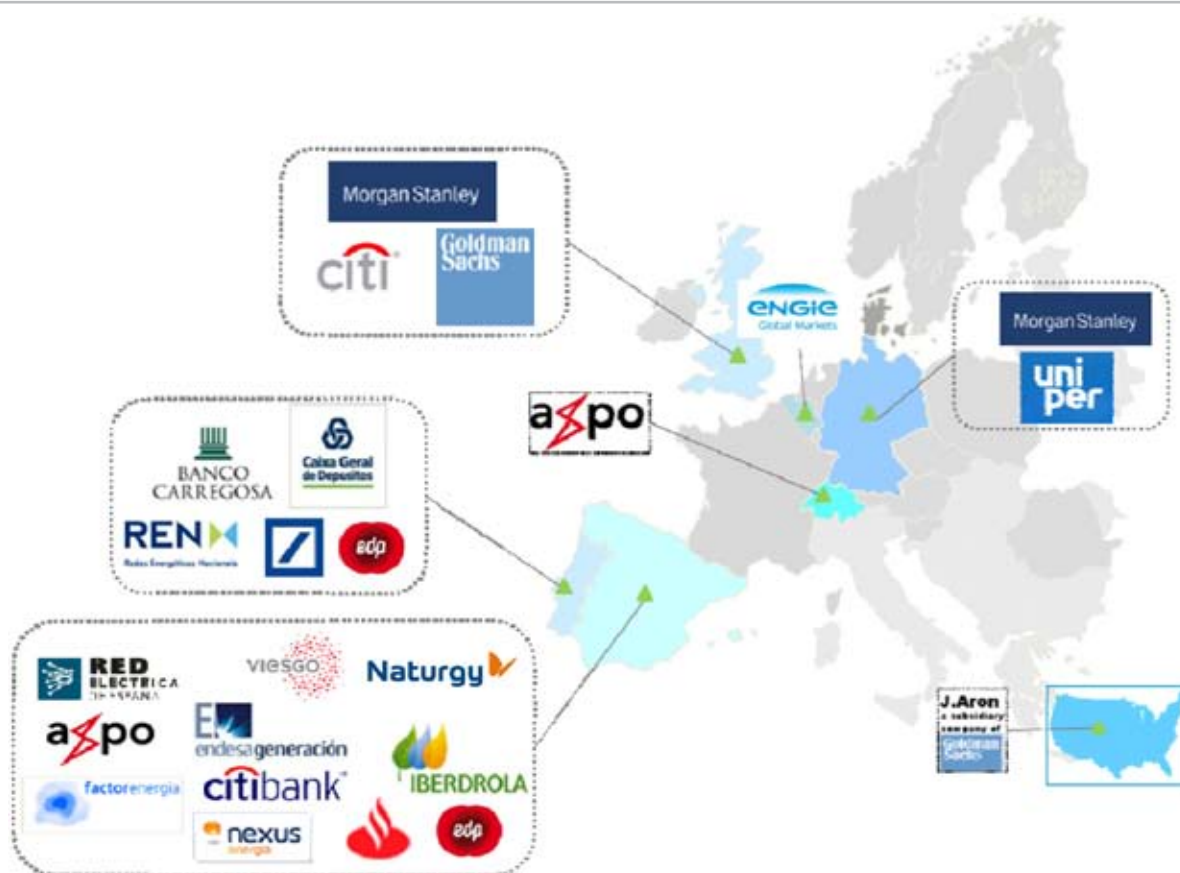 Morgan Stanley
citi
Goldman
Sachs
ENGIE
Global Markets
Morgan Stanley
uni
per
axpo
BANCO
CARREGOSA
Caixa Geral
de Depositos
REN
Redes Energéticas Nacionais
edp
RED
ELECTRICA
DE ESPAÑA
viesgo
Naturgy
axpo
E.
endesageneración
IBERDROLA
factorenergia
citibank
nexus
energía
edp
J.Aron
a subsidiary
company of
Goldman
Sachs